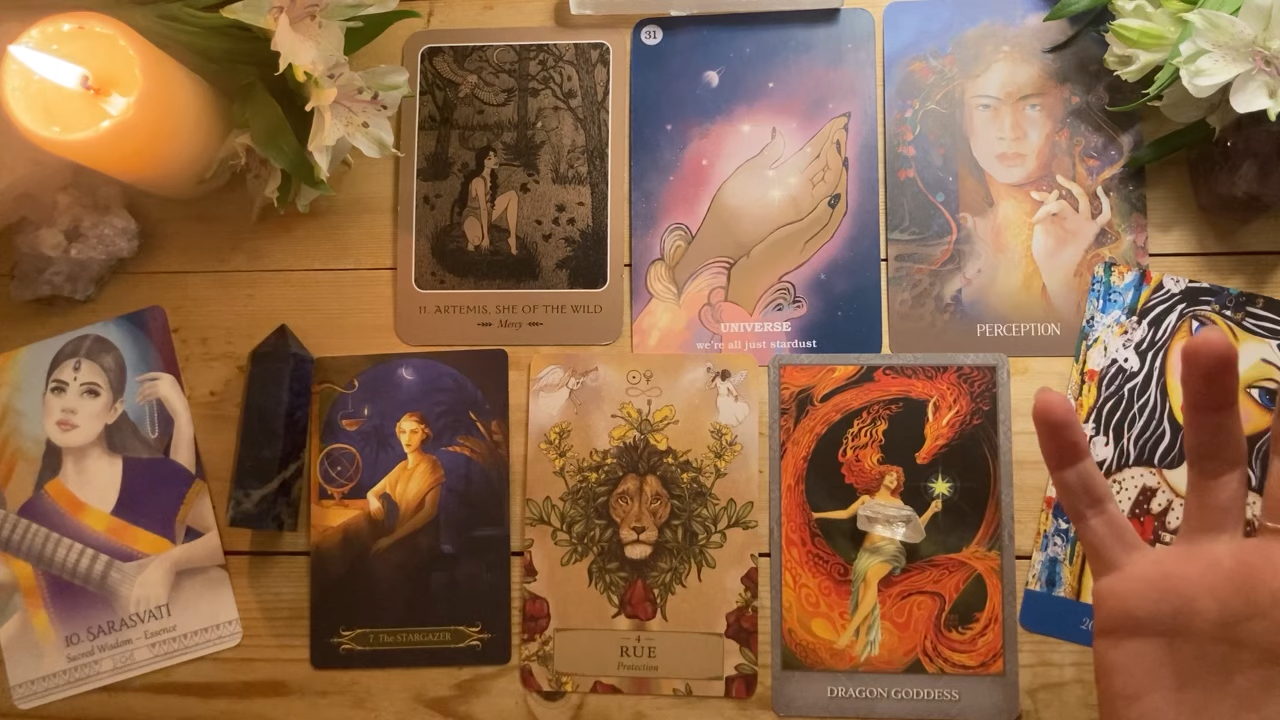 11. ARTEMIS, SHE OF THE WILD
Mercy
31
UNIVERSE
we're all just stardust
PERCEPTION
10. SARASVATI
Sacred Wisdom – Essence
7. The STARGAZER
4
RUE
Protection
DRAGON GODDESS